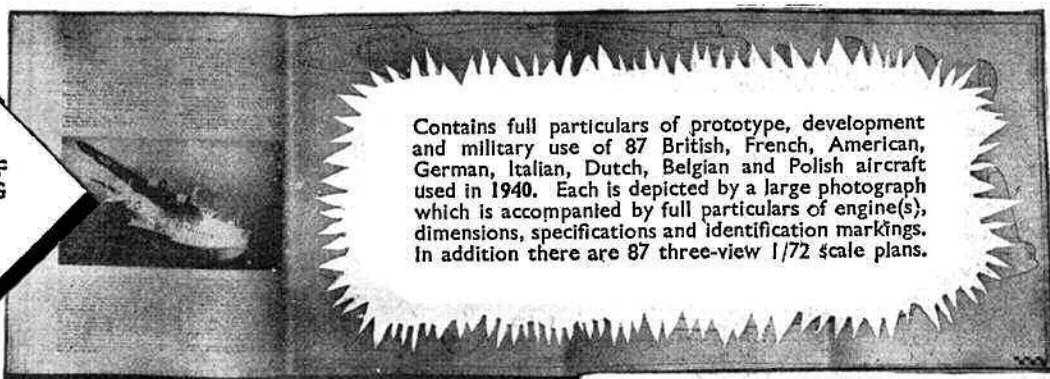 Contains full particulars of prototype, development
and military use of 87 British, French, American,
German, Italian, Dutch, Belgian and Polish aircraft
used in 1940. Each is depicted by a large photograph
which is accompanied by full particulars of engine(s),
dimensions, specifications and identification markings.
In addition there are 87 three-view 1/72 scale plans.